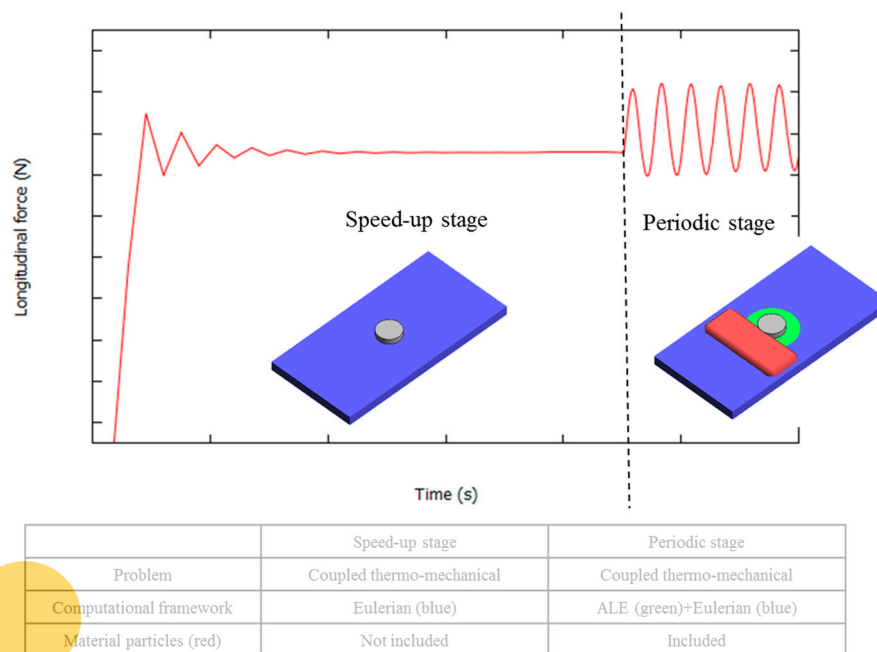 Longitudinal force (N)
Speed-up stage
Periodic stage
Time (s)
Speed-up stage Periodic stage
Problem Coupled thermo-mechanical Coupled thermo-mechanical
Computational framework Eulerian (blue) ALE (green)+Eulerian (blue)
Material particles (red) Not included Included